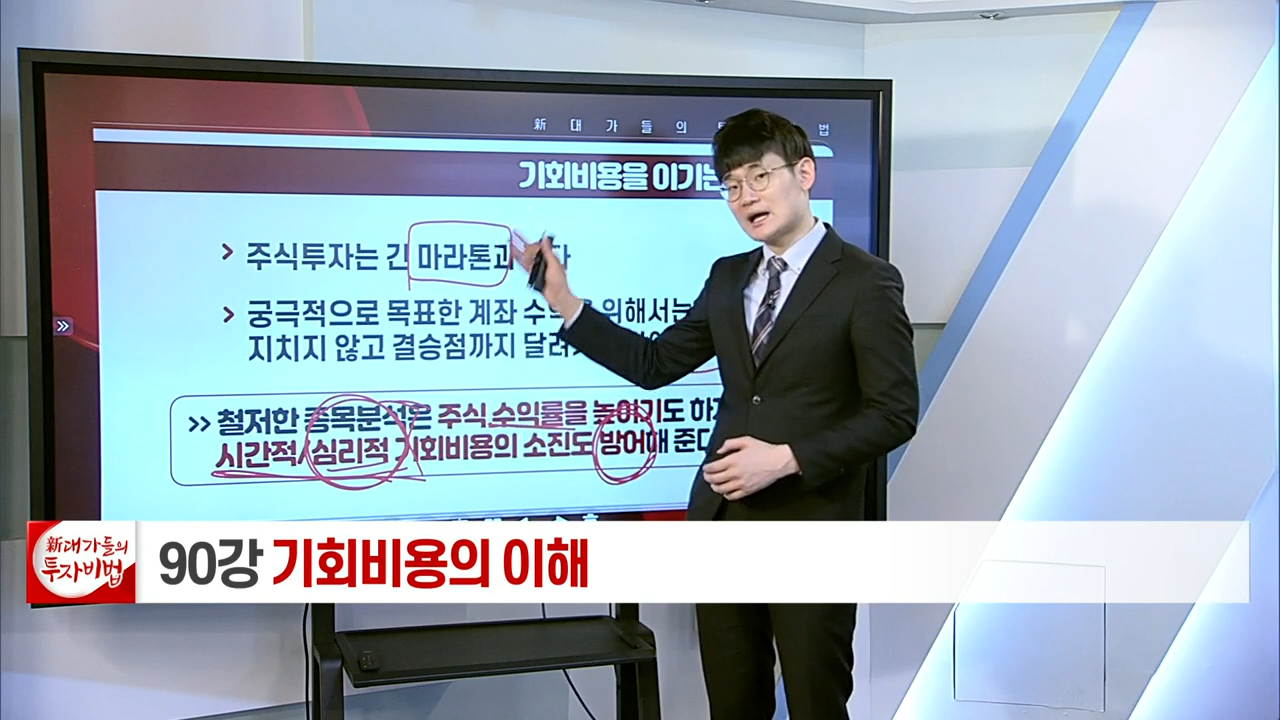 新 대 가 들 의 법
기회비용을 이기는
주식투자는 긴 마라톤과 다
궁극적으로 목표한 계좌 수익 위해서는
지치지 않고 결승점까지 달려
>> 철저한 종목분석은 주식 수익률을 높이기도 하
시간적/심리적 기회비용의 소진도 방어해 준다
新대가들의
투자비법
90강 기회비용의 이해